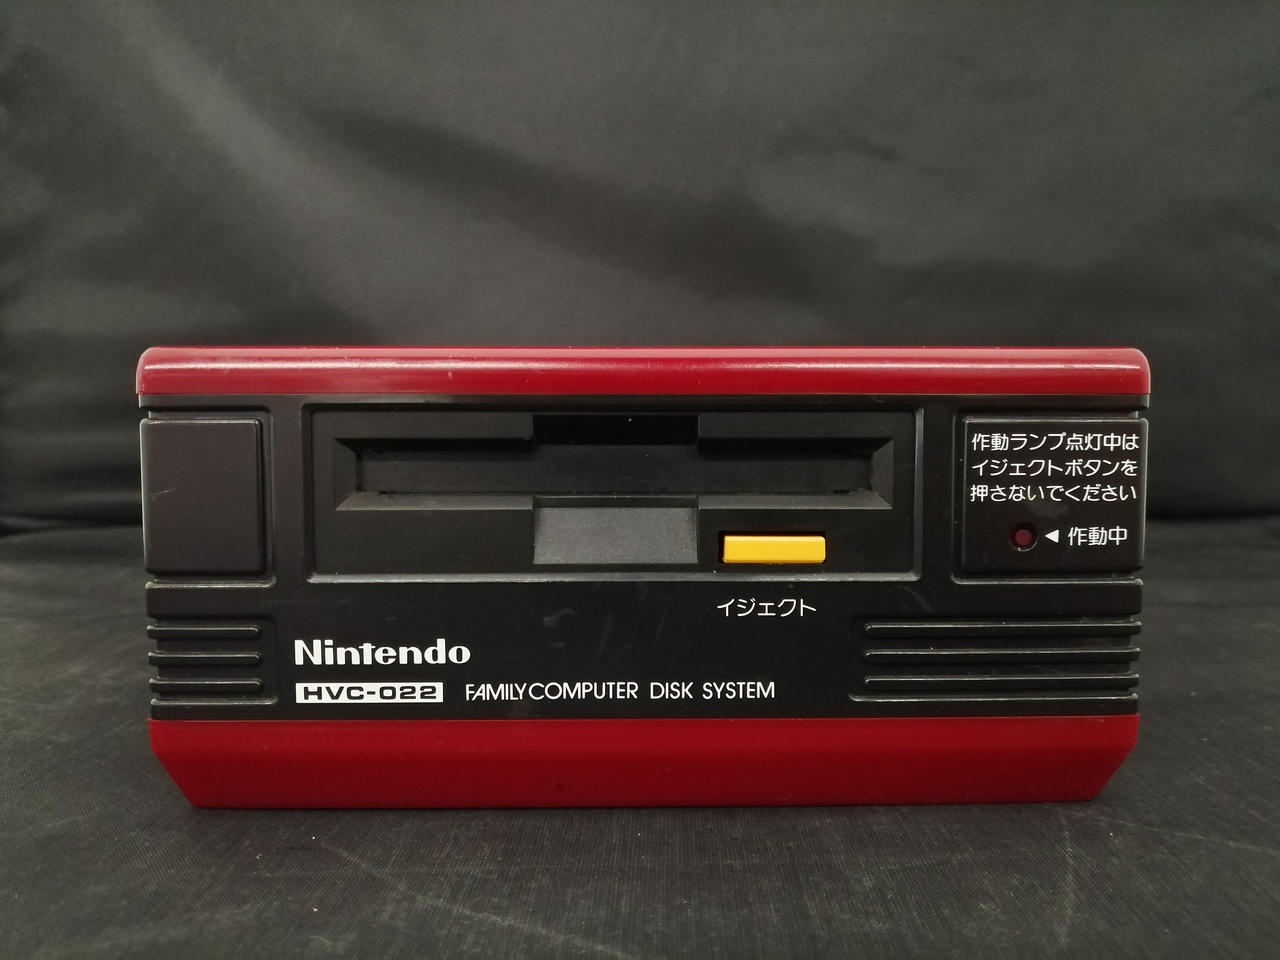 作動ランプ点灯中は
イジェクトボタンを
押さないでください
◀ 作動中
イジェクト
Nintendo
HVC-022 FAMILY COMPUTER DISK SYSTEM